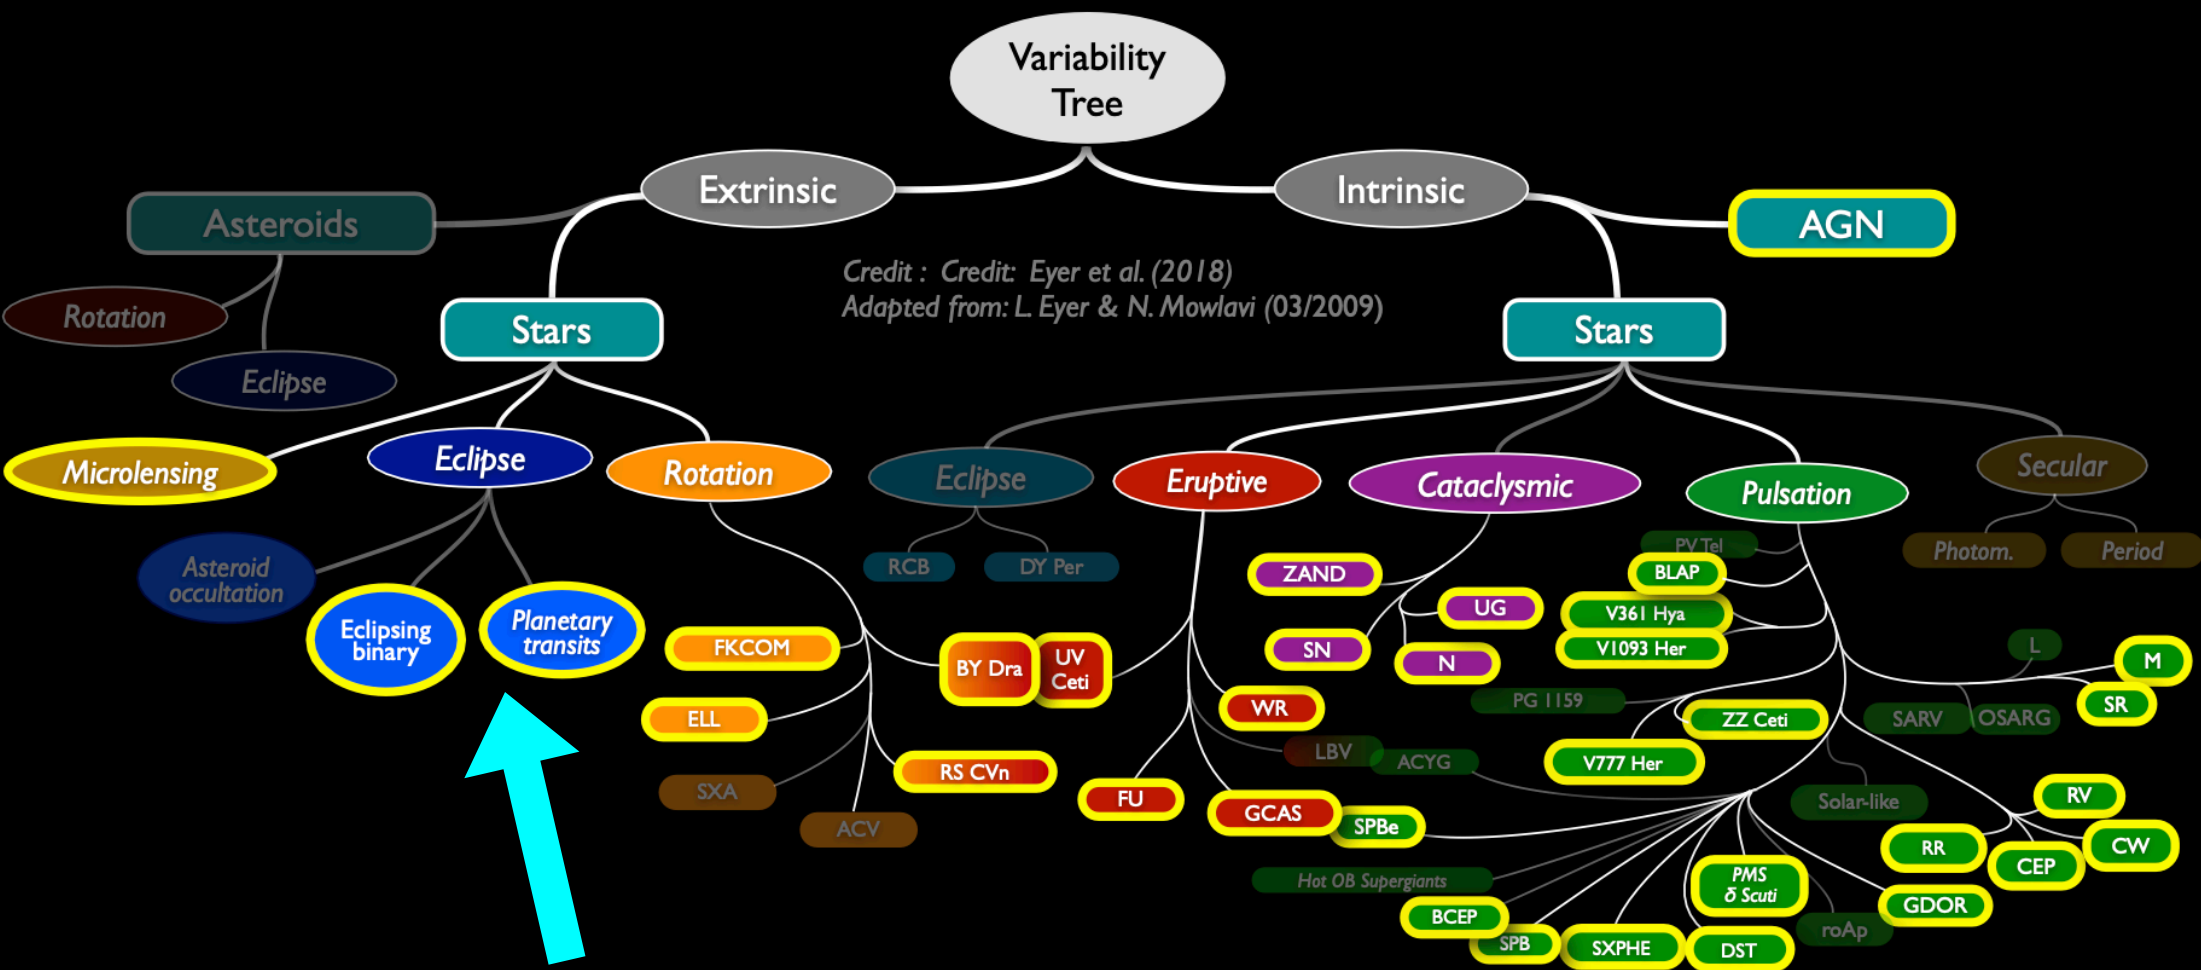 Variability
Tree
Extrinsic
Intrinsic
Asteroids
AGN
Rotation
Eclipse
Credit : Credit: Eyer et al. (2018)
Adapted from: L. Eyer & N. Mowlavi (03/2009)
Stars
Stars
Microlensing
Eclipse
Rotation
Eclipse
Eruptive
Cataclysmic
Pulsation
Secular
Asteroid
occultation
Eclipsing
binary
Planetary
transits
FKCOM
ELL
SXA
ACV
RS CVn
BY Dra
UV
Ceti
RCB
DY Per
WR
LBV
FU
GCAS
ZAND
SN
UG
N
PV Tel
BLAP
V361 Hya
V1093 Her
PG 1159
ZZ Ceti
V777 Her
ACYG
SPBe
Hot OB Supergiants
BCEP
SPB
SXPHE
DST
PMS
δ Scuti
roAp
GDOR
Solar-like
L
M
SR
SARV
OSARG
RV
RR
CEP
CW
Photom.
Period